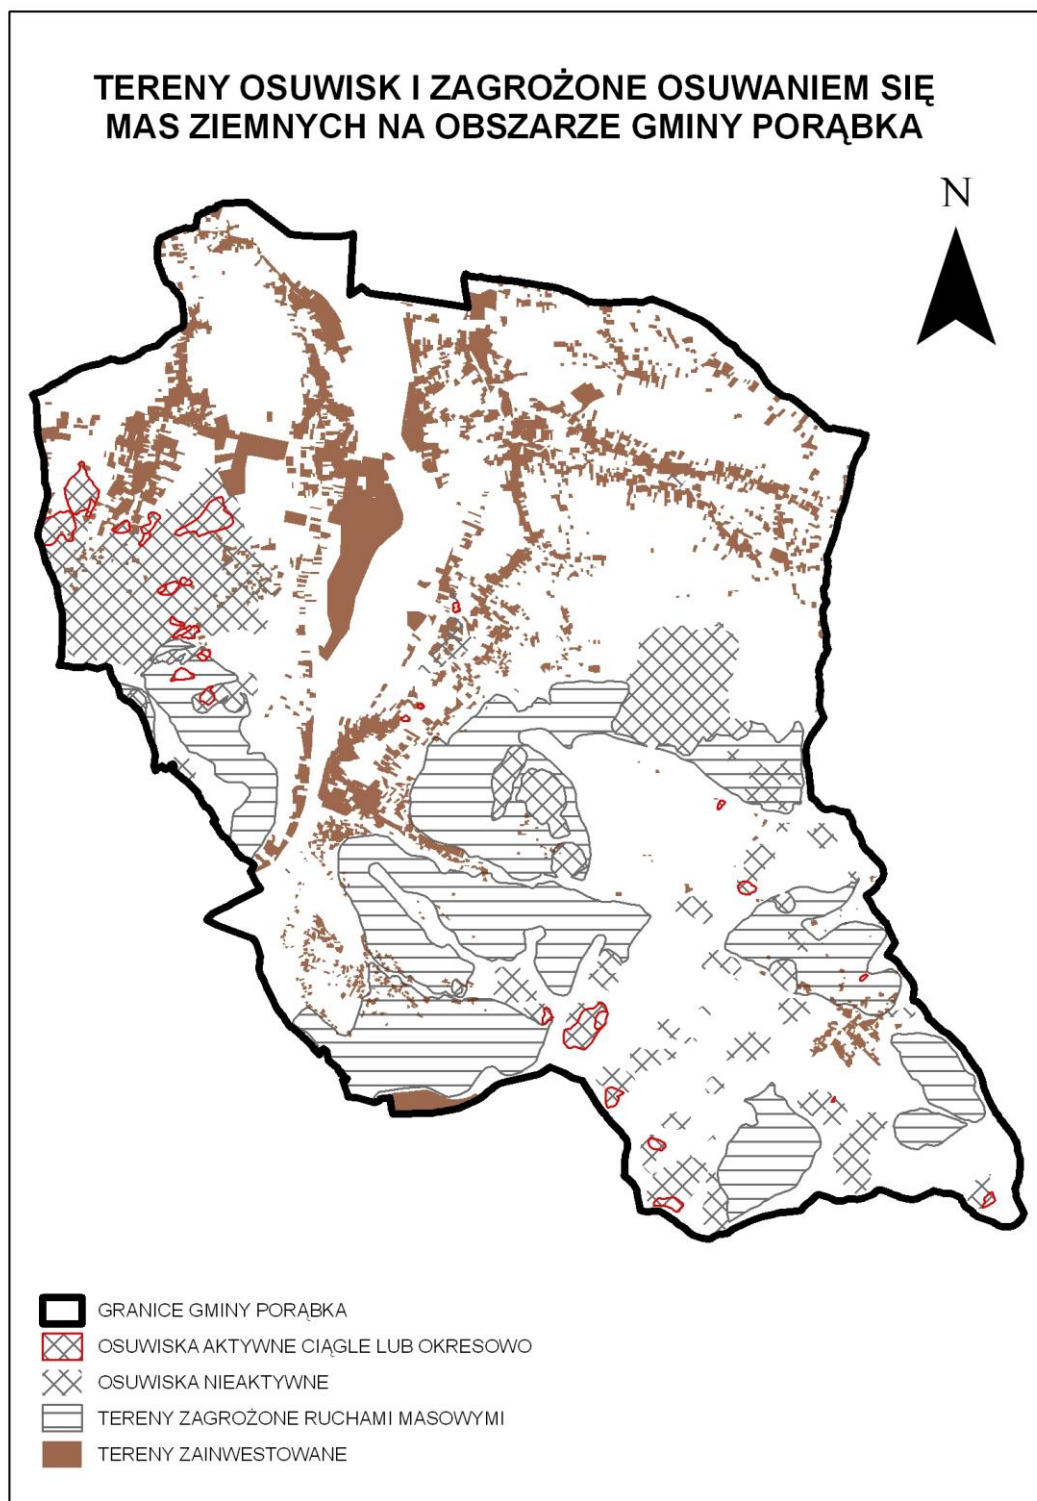 TERENY OSUWISK I ZAGROŻONE OSUWANIEM SIĘ
MAS ZIEMNYCH NA OBSZARZE GMINY PORĄBKA
N
GRANICE GMINY PORĄBKA
OSUWISKA AKTYWNE CIĄGLE LUB OKRESOWO
OSUWISKA NIEAKTYWNE
TERENY ZAGROŻONE RUCHAMI MASOWYMI
TERENY ZAINWESTOWANE